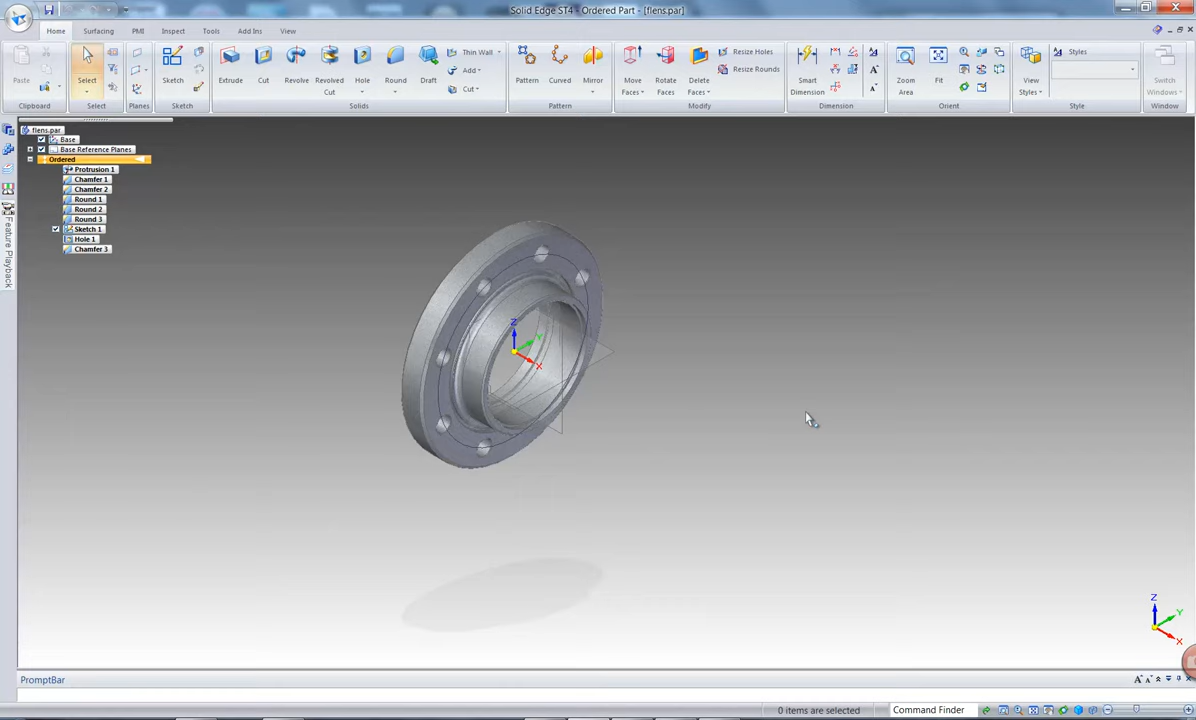 Solid Edge ST4 - Ordered Part - [flens.par]
Home Surfacing PMI Inspect Tools Add Ins View
Paste
Clipboard
Select
Select
Planes
Sketch
Sketch
Extrude
Cut
Revolve
Revolved
Cut
Hole
Round
Draft
Thin Wall
Add
Cut
Solids
Pattern
Curved
Mirror
Pattern
Move
Faces
Rotate
Faces
Delete
Faces
Resize Holes
Resize Rounds
Modify
Smart
Dimension
Dimension
Zoom
Area
Fit
Orient
View
Styles
Styles
Style
Switch
Windows
Window
flens.par
Base
Base Reference Planes
Ordered
Protrusion 1
Chamfer 1
Chamfer 2
Round 1
Round 2
Round 3
Sketch 1
Hole 1
Chamfer 3
Feature Playback
Z
Y
X
Z
Y
X
PromptBar
0 items are selected
Command Finder